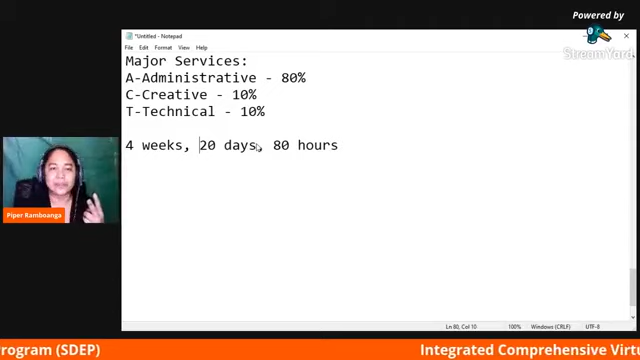 Powered by
StreamYard
*Untitled - Notepad
File Edit Format View Help
Major Services:
A-Administrative - 80%
C-Creative - 10%
T-Technical - 10%
4 weeks, 20 days, 80 hours
Piper Ramboanga
Ln 80, Col 10 100% Windows (CRLF) UTF-8
rogram (SDEP) Integrated Comprehensive Virtu